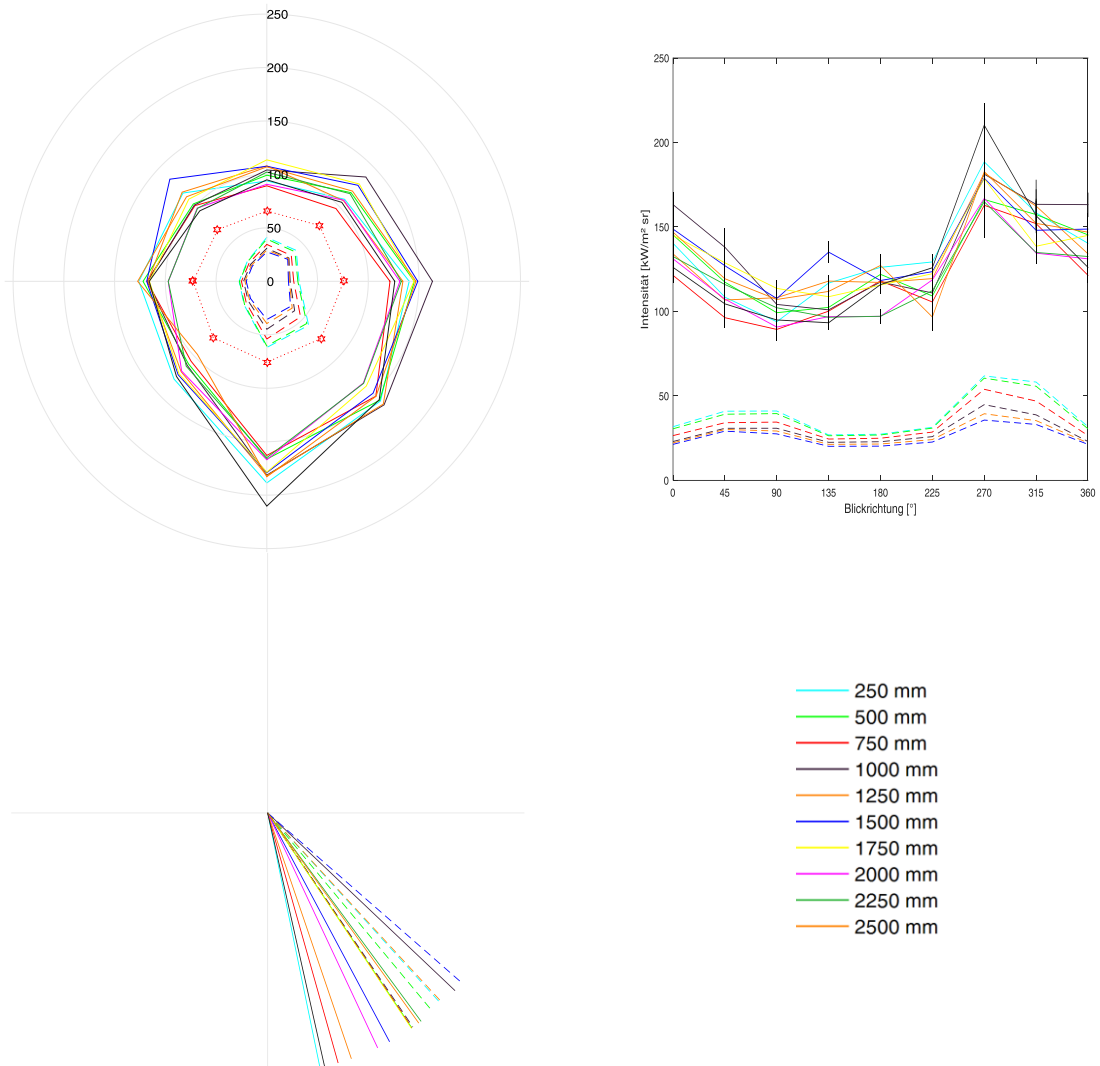 250
200
150
100
50
0
250
200
150
100
50
0
Intensität [kW/m² sr]
0 45 90 135 180 225 270 315 360
Blickrichtung [°]
250 mm
500 mm
750 mm
1000 mm
1250 mm
1500 mm
1750 mm
2000 mm
2250 mm
2500 mm